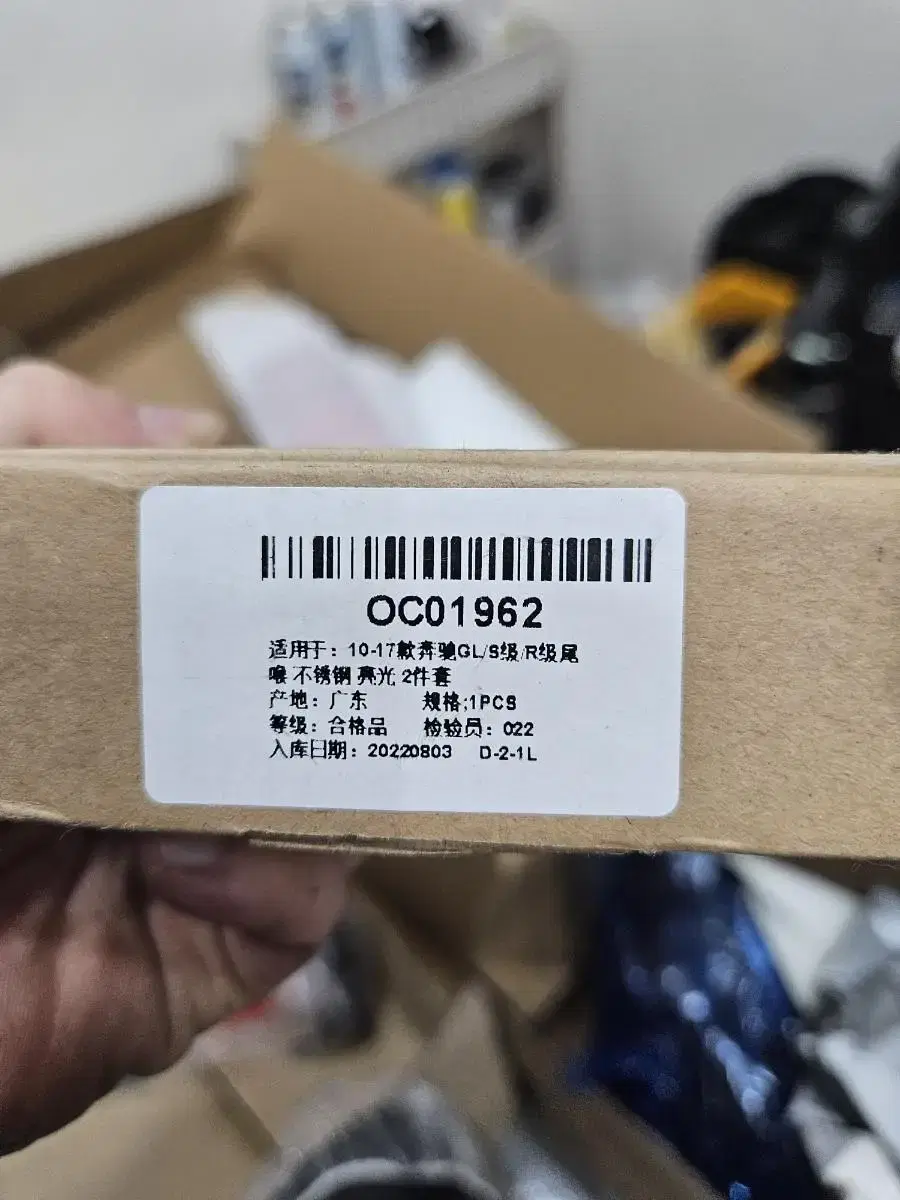 OC01962
适用于：10-17款奔驰GL/S级/R级尾
喉 不锈钢 亮光 2件套
产地：广东 规格;1PCS
等级：合格品 检验员：022
入库日期：20220803 D-2-1L